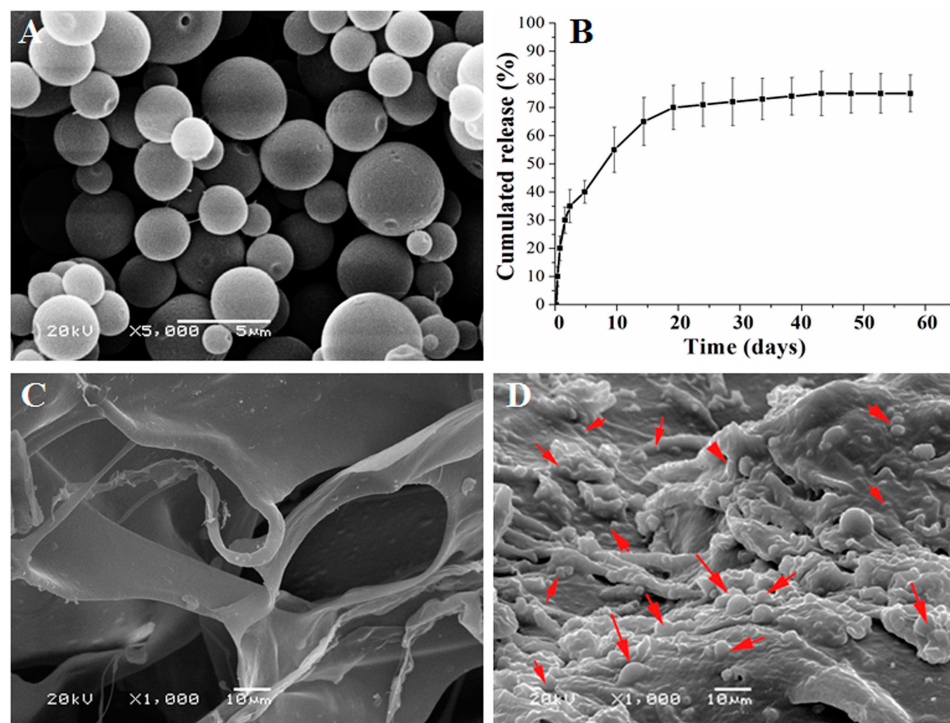 A
20kV X5,000 5μm
B
Cumulated release (%)
100
90
80
70
60
50
40
30
20
10
0
0 10 20 30 40 50 60
Time (days)
C
20kV X1,000 10μm
D
20kV X1,000 10μm